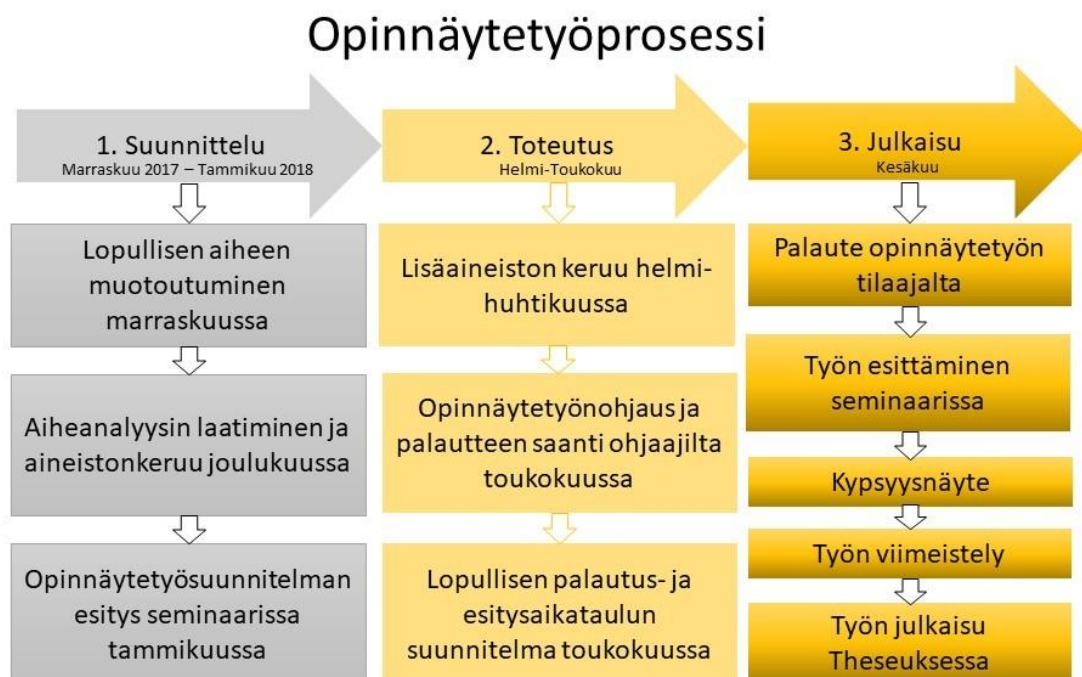 Opinnäytetyöprosessi
1. Suunnittelu
Marraskuu 2017 – Tammikuu 2018
Lopullisen aiheen
muotoutuminen
marraskuussa
Aiheanalyysin laatiminen ja
aineistonkeruu joulukuussa
Opinnäytetyösuunnitelman
esitys seminaarissa
tammikuussa
2. Toteutus
Helmi-Toukokuu
Lisäaineiston keruu helmi-
huhtikuussa
Opinnäytetyönohjaus ja
palautteen saanti ohjaajilta
toukokuussa
Lopullisen palautus- ja
esitysaikataulun
suunnitelma toukokuussa
3. Julkaisu
Kesäkuu
Palaute opinnäytetyön
tilaajalta
Työn esittäminen
seminaarissa
Kypsyysnäyte
Työn viimeistely
Työn julkaisu
Theseuksessa